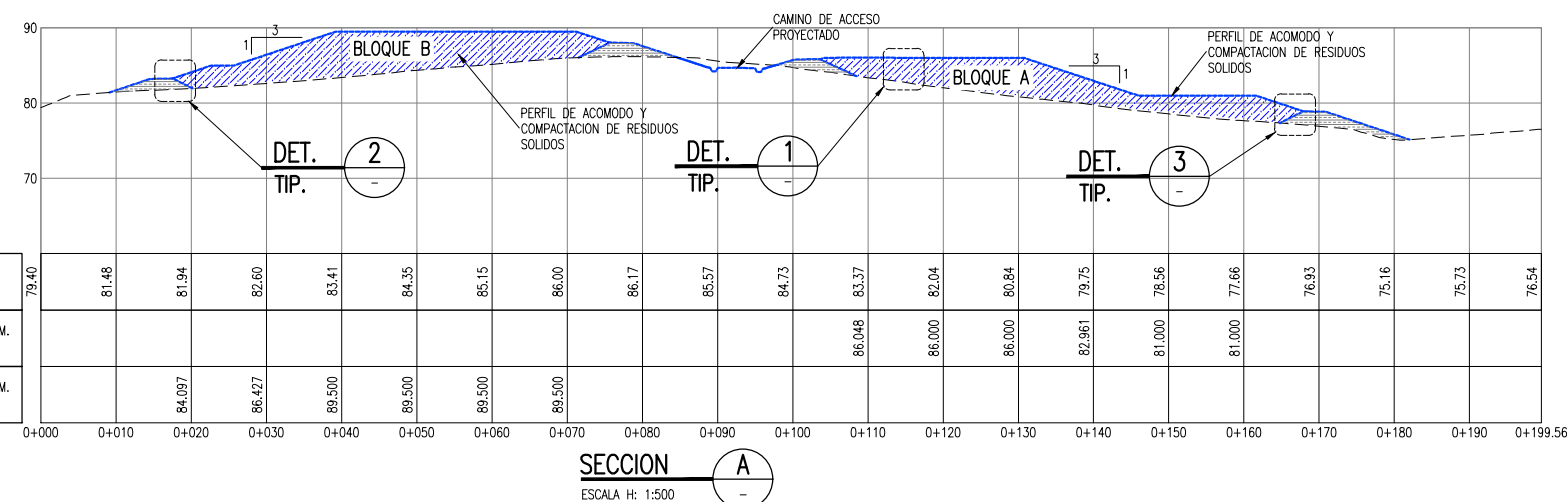 90
80
70
3
1
BLOQUE B
PERFIL DE ACOMODO Y
COMPACTACION DE RESIDUOS
SOLIDOS
CAMINO DE ACCESO
PROYECTADO
BLOQUE A
3
1
PERFIL DE ACOMODO Y
COMPACTACION DE RESIDUOS
SOLIDOS
DET. 2
TIP. -
DET. 1
TIP. -
DET. 3
TIP. -
79.40 81.48 81.94 82.60 83.41 84.35 85.15 86.00 86.17 85.57 84.73 83.37 82.04 80.84 79.75 78.56 77.66 76.93 75.16 75.73 76.54
M. 86.048 86.000 86.000 82.961 81.000 81.000
M. 84.097 86.427 89.500 89.500 89.500 89.500
0+000 0+010 0+020 0+030 0+040 0+050 0+060 0+070 0+080 0+090 0+100 0+110 0+120 0+130 0+140 0+150 0+160 0+170 0+180 0+190 0+199.56
SECCION A
ESCALA H: 1:500 -